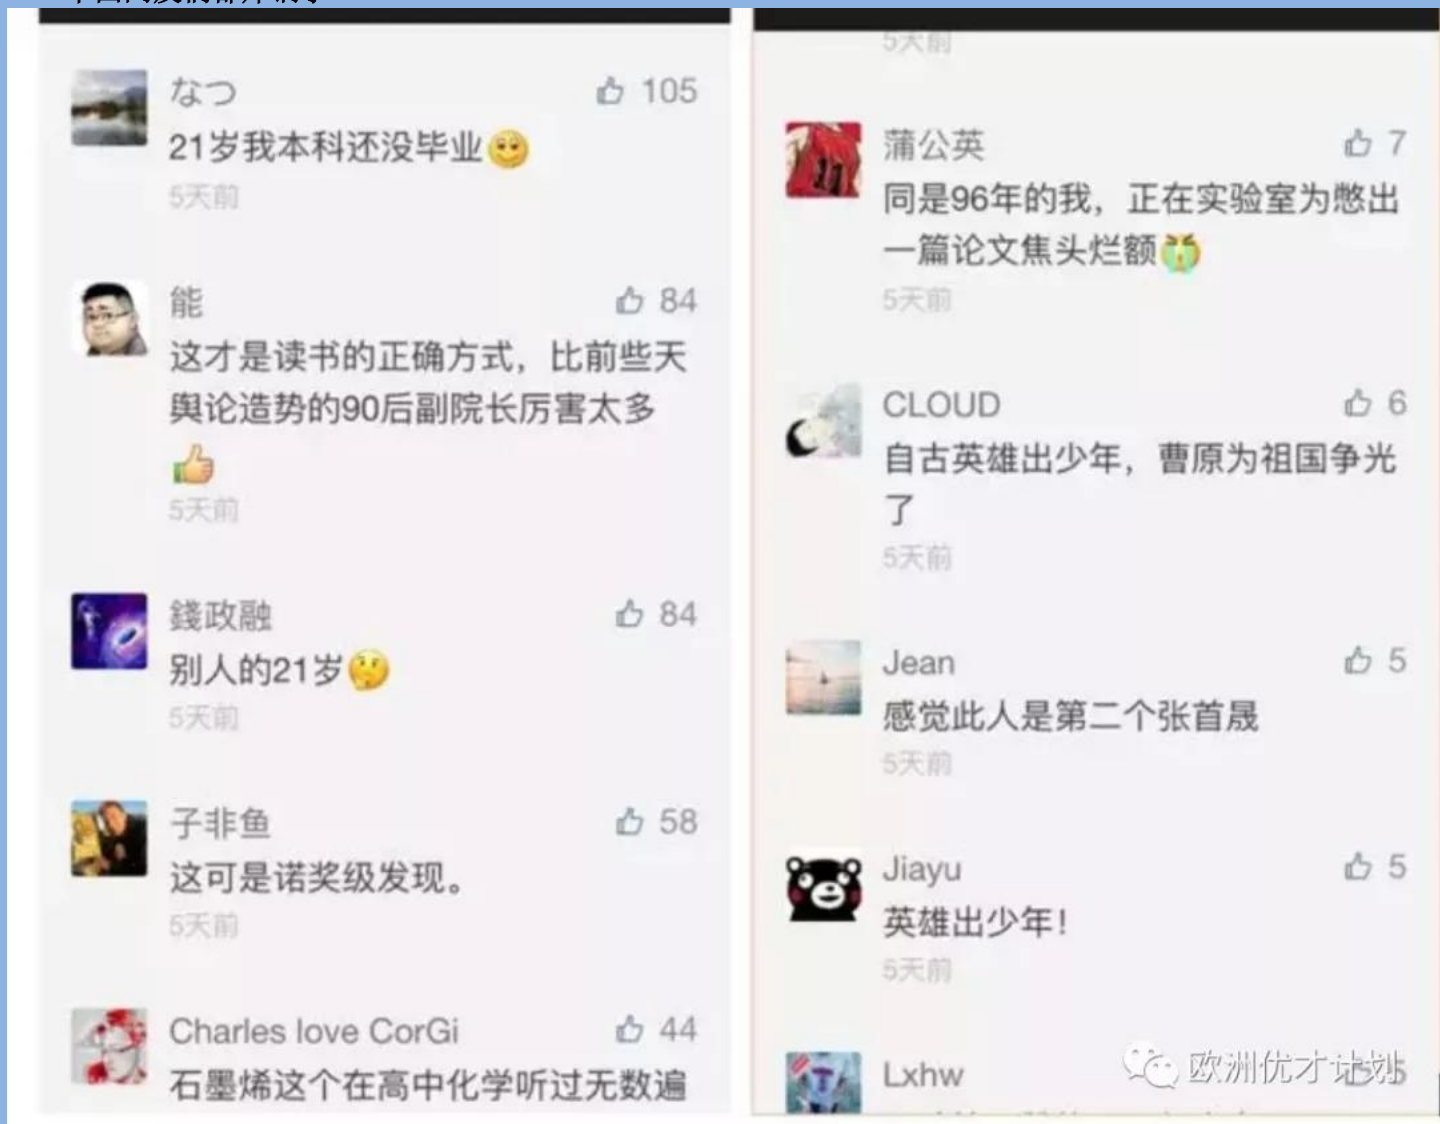 なつ
105
21岁我本科还没毕业
5天前
能
84
这才是读书的正确方式，比前些天
舆论造势的90后副院长厉害太多
5天前
錢政融
84
别人的21岁
5天前
子非鱼
58
这可是诺奖级发现。
5天前
Charles love CorGi
44
石墨烯这个在高中化学听过无数遍
5天前
蒲公英
7
同是96年的我，正在实验室为憋出
一篇论文焦头烂额
5天前
CLOUD
6
自古英雄出少年，曹原为祖国争光
了
5天前
Jean
5
感觉此人是第二个张首晟
5天前
Jiayu
5
英雄出少年！
5天前
Lxhw
5
欧洲优才计划